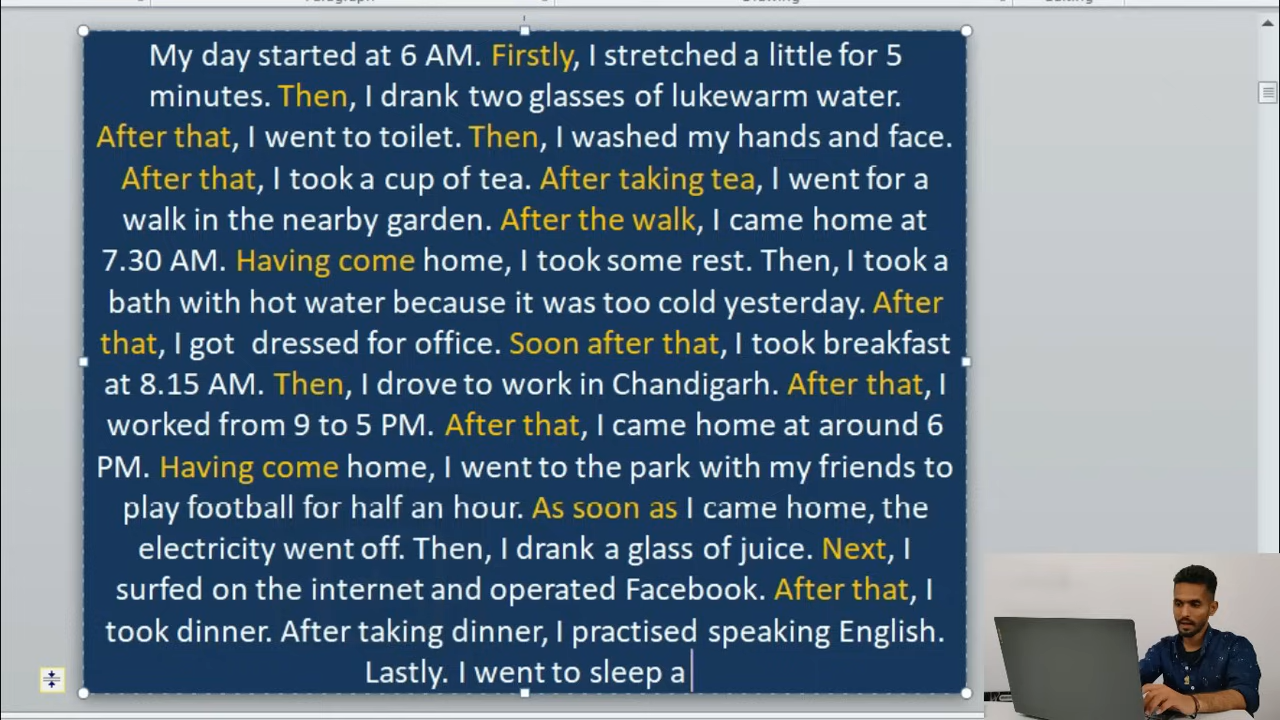 My day started at 6 AM. Firstly, I stretched a little for 5
minutes. Then, I drank two glasses of lukewarm water.
After that, I went to toilet. Then, I washed my hands and face.
After that, I took a cup of tea. After taking tea, I went for a
walk in the nearby garden. After the walk, I came home at
7.30 AM. Having come home, I took some rest. Then, I took a
bath with hot water because it was too cold yesterday. After
that, I got  dressed for office. Soon after that, I took breakfast
at 8.15 AM. Then, I drove to work in Chandigarh. After that, I
worked from 9 to 5 PM. After that, I came home at around 6
PM. Having come home, I went to the park with my friends to
play football for half an hour. As soon as I came home, the
electricity went off. Then, I drank a glass of juice. Next, I
surfed on the internet and operated Facebook. After that, I
took dinner. After taking dinner, I practised speaking English.
Lastly. I went to sleep a